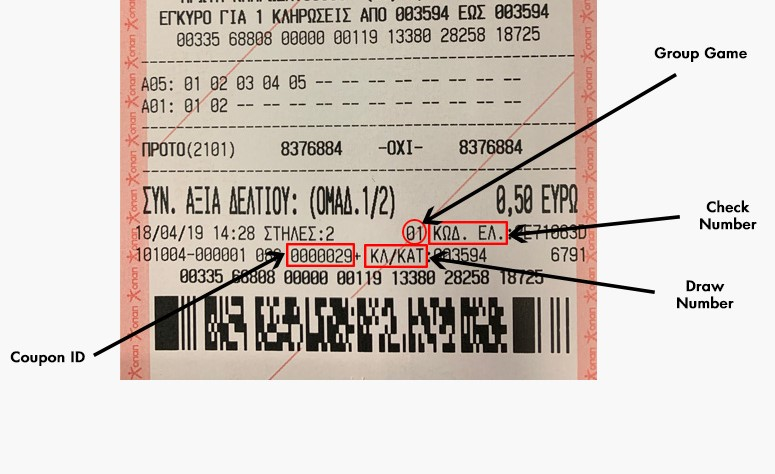 ΕΓΚΥΡΟ ΓΙΑ 1 ΚΛΗΡΩΣΕΙΣ ΑΠΟ 003594 ΕΩΣ 003594
00335 68808 00000 00119 13380 28258 18725
A05: 01 02 03 04 05 -- -- -- -- -- -- -- --
A01: 01 02 -- -- -- -- -- -- -- -- -- -- --
ΠΡΟΤΟ(2101) 8376884 -ΟΧΙ- 8376884
ΣΥΝ. ΑΞΙΑ ΔΕΛΤΙΟΥ: (ΟΜΑΔ.1/2) 0,50 ΕΥΡΩ
18/04/19 14:28 ΣΤΗΛΕΣ:2 01 ΚΩΔ. ΕΛ.
101004-000001 0000029+ ΚΛ/ΚΑΤ: 003594 6791
00335 68808 00000 00119 13380 28258 18725
Group Game
Check
Number
Draw
Number
Coupon ID
οπαπ